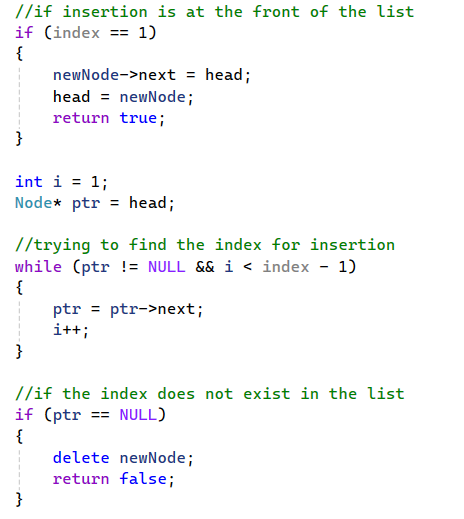 //if insertion is at the front of the list
if (index == 1)
{
    newNode->next = head;
    head = newNode;
    return true;
}

int i = 1;
Node* ptr = head;

//trying to find the index for insertion
while (ptr != NULL && i < index - 1)
{
    ptr = ptr->next;
    i++;
}

//if the index does not exist in the list
if (ptr == NULL)
{
    delete newNode;
    return false;
}